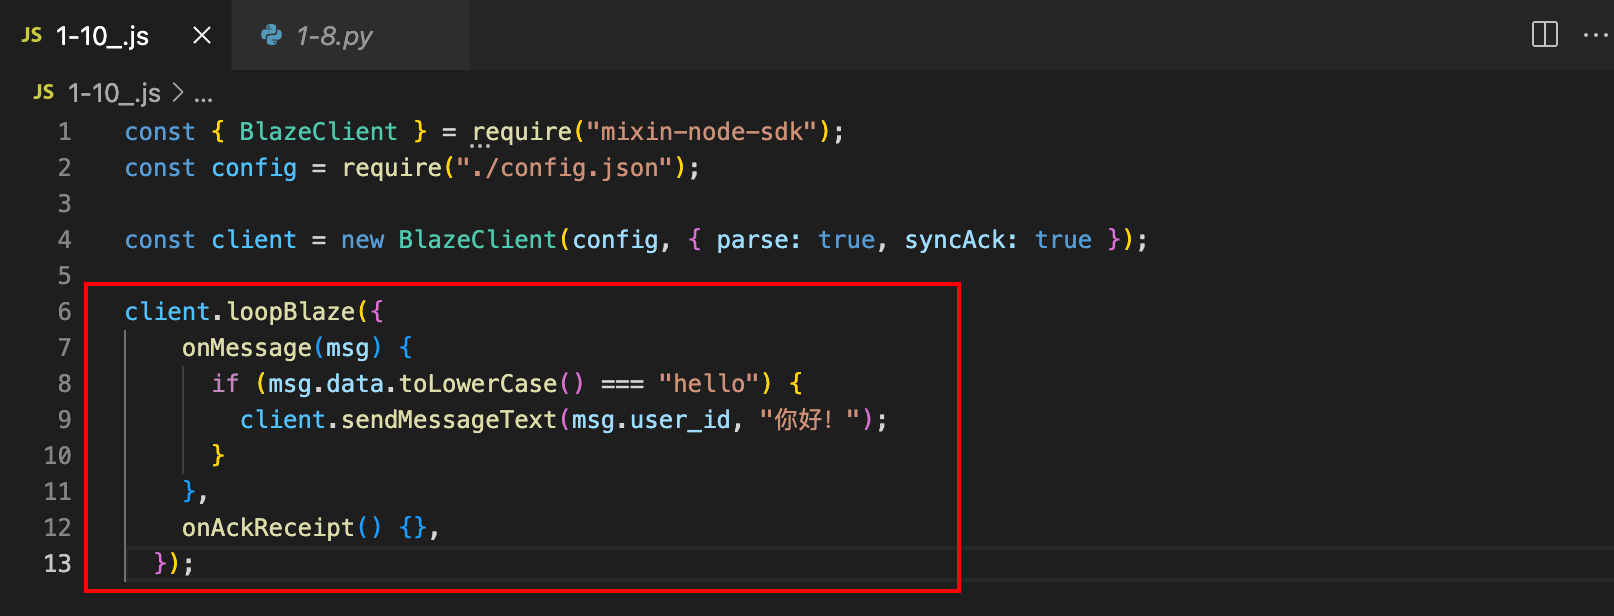 JS 1-10_.js × 1-8.py ...
JS 1-10_.js > ...
1 const { BlazeClient } = require("mixin-node-sdk");
2 const config = require("./config.json");
3
4 const client = new BlazeClient(config, { parse: true, syncAck: true });
5
6 client.loopBlaze({
7     onMessage(msg) {
8       if (msg.data.toLowerCase() === "hello") {
9         client.sendMessageText(msg.user_id, "你好！");
10       }
11     },
12     onAckReceipt() {},
13   });